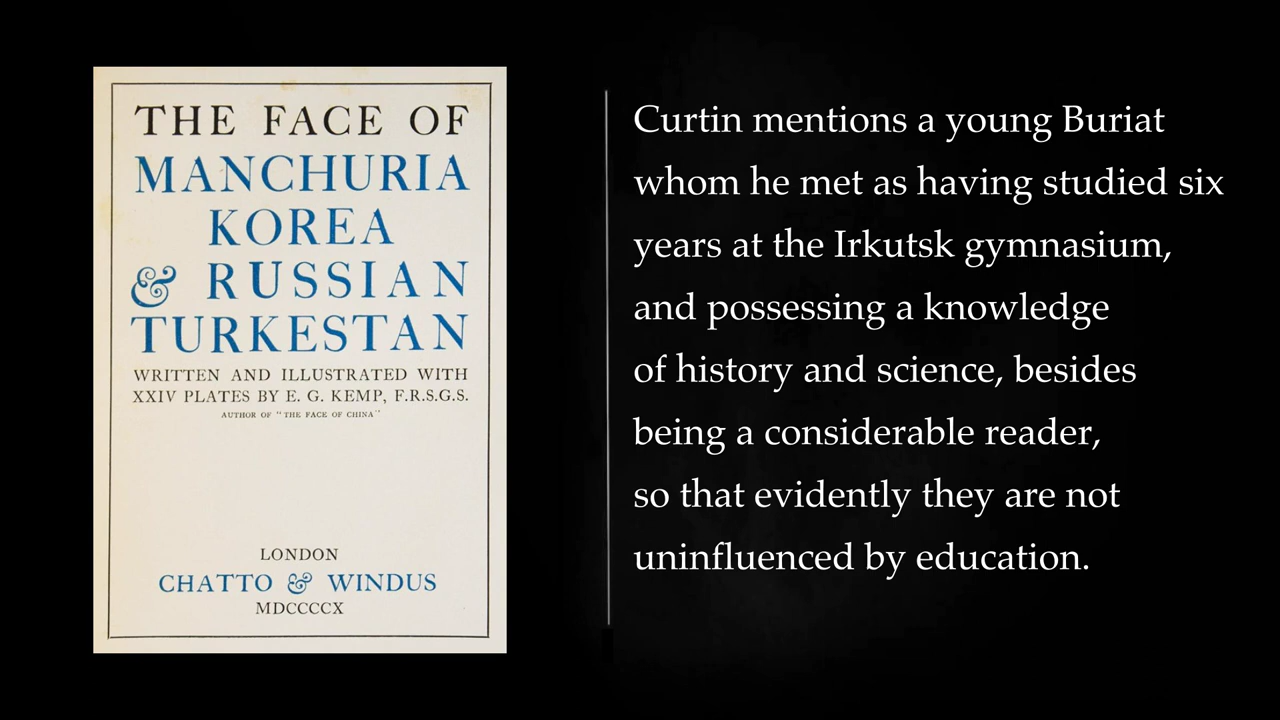 THE FACE OF
MANCHURIA
KOREA
& RUSSIAN
TURKESTAN
WRITTEN AND ILLUSTRATED WITH
XXIV PLATES BY E. G. KEMP, F.R.S.G.S.
AUTHOR OF "THE FACE OF CHINA"
LONDON
CHATTO & WINDUS
MDCCCCX
Curtin mentions a young Buriat
whom he met as having studied six
years at the Irkutsk gymnasium,
and possessing a knowledge
of history and science, besides
being a considerable reader,
so that evidently they are not
uninfluenced by education.